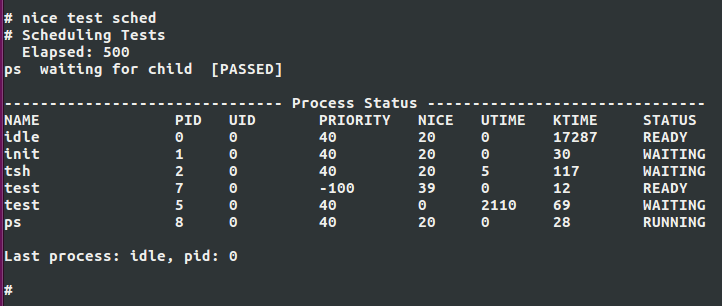 # nice test sched
# Scheduling Tests
  Elapsed: 500
ps  waiting for child  [PASSED]
------------------------------- Process Status -------------------------------
NAME               PID   UID         PRIORITY   NICE   UTIME   KTIME     STATUS
idle               0     0           40         20     0       17287     READY
init               1     0           40         20     0       30        WAITING
tsh                2     0           40         20     5       117       WAITING
test               7     0           -100       39     0       12        READY
test               5     0           40         0      2110    69        WAITING
ps                 8     0           40         20     0       28        RUNNING
Last process: idle, pid: 0
#